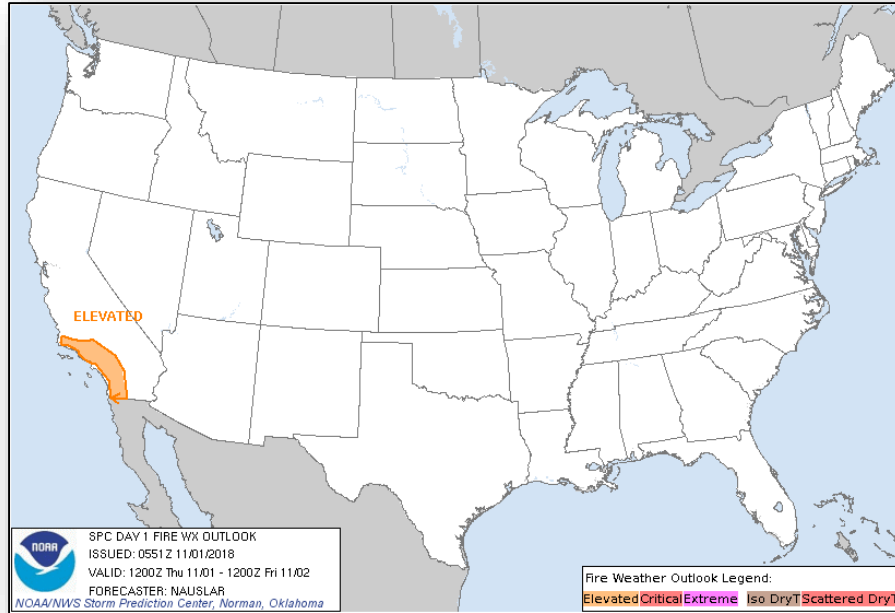 ELEVATED
NOAA
SPC DAY 1 FIRE WX OUTLOOK
ISSUED: 0551Z 11/01/2018
VALID: 1200Z Thu 11/01 - 1200Z Fri 11/02
FORECASTER: NAUSLAR
NOAA/NWS Storm Prediction Center, Norman, Oklahoma
Fire Weather Outlook Legend:
Elevated Critical Extreme Iso DryT Scattered DryT